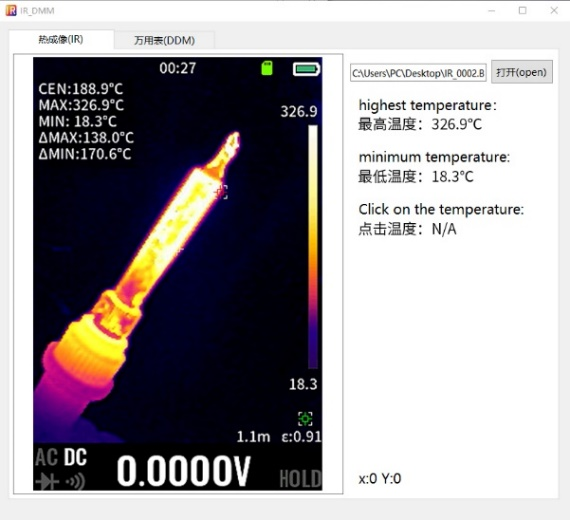 IR_DMM
热成像(IR)
万用表(DDM)
00:27
CEN:188.9℃
MAX:326.9℃
MIN: 18.3℃
ΔMAX:138.0℃
ΔMIN:170.6℃
326.9
18.3
1.1m ε:0.91
AC DC
0.0000V
HOLD
C:\Users\PC\Desktop\IR_0002.B
打开(open)
highest temperature:
最高温度：326.9℃
minimum temperature:
最低温度：18.3℃
Click on the temperature:
点击温度：N/A
x:0 Y:0